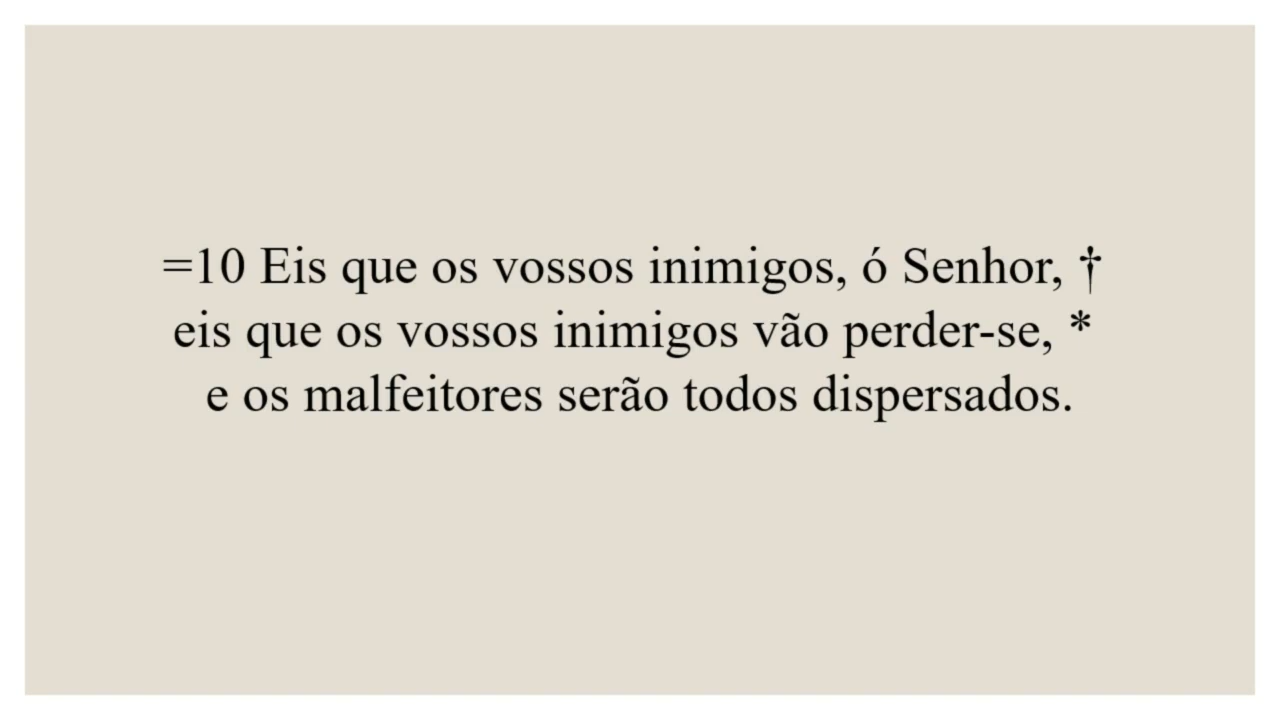 =10 Eis que os vossos inimigos, ó Senhor, †
eis que os vossos inimigos vão perder-se, *
e os malfeitores serão todos dispersados.